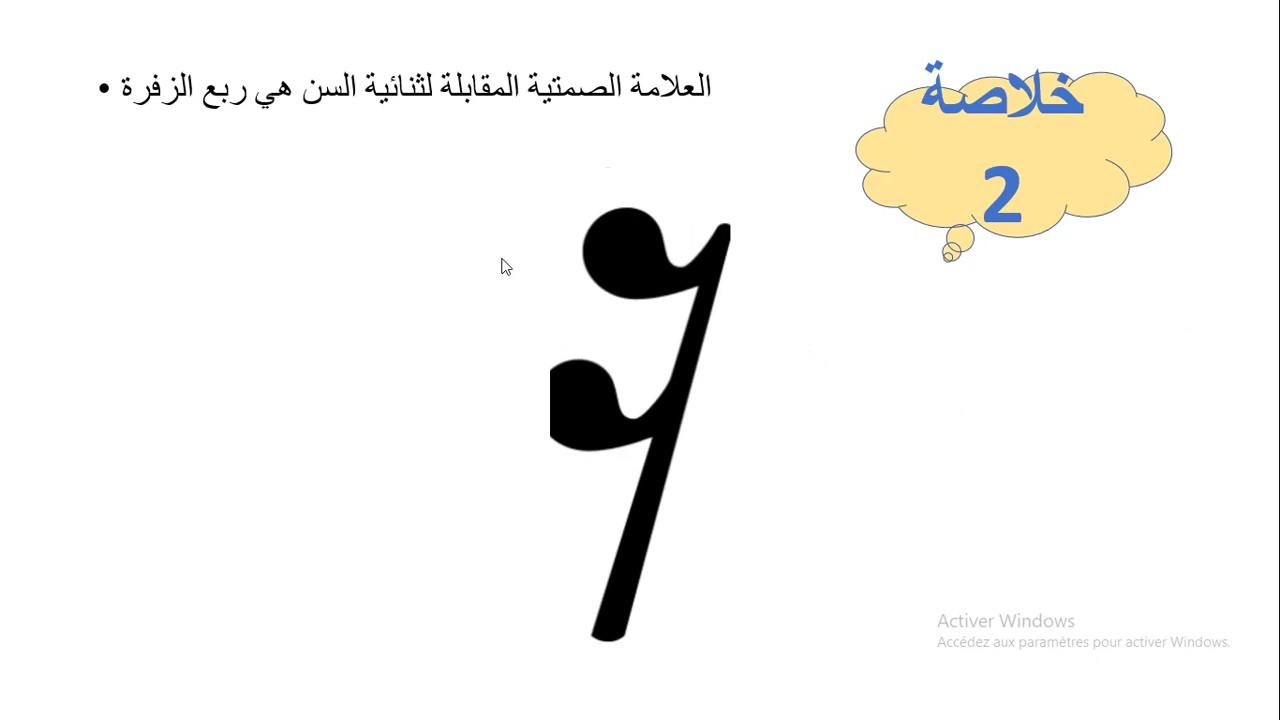 خلاصة
2
العلامة الصمتية المقابلة لثنائية السن هي ربع الزفرة •
Activer Windows
Accédez aux paramètres pour activer Windows.